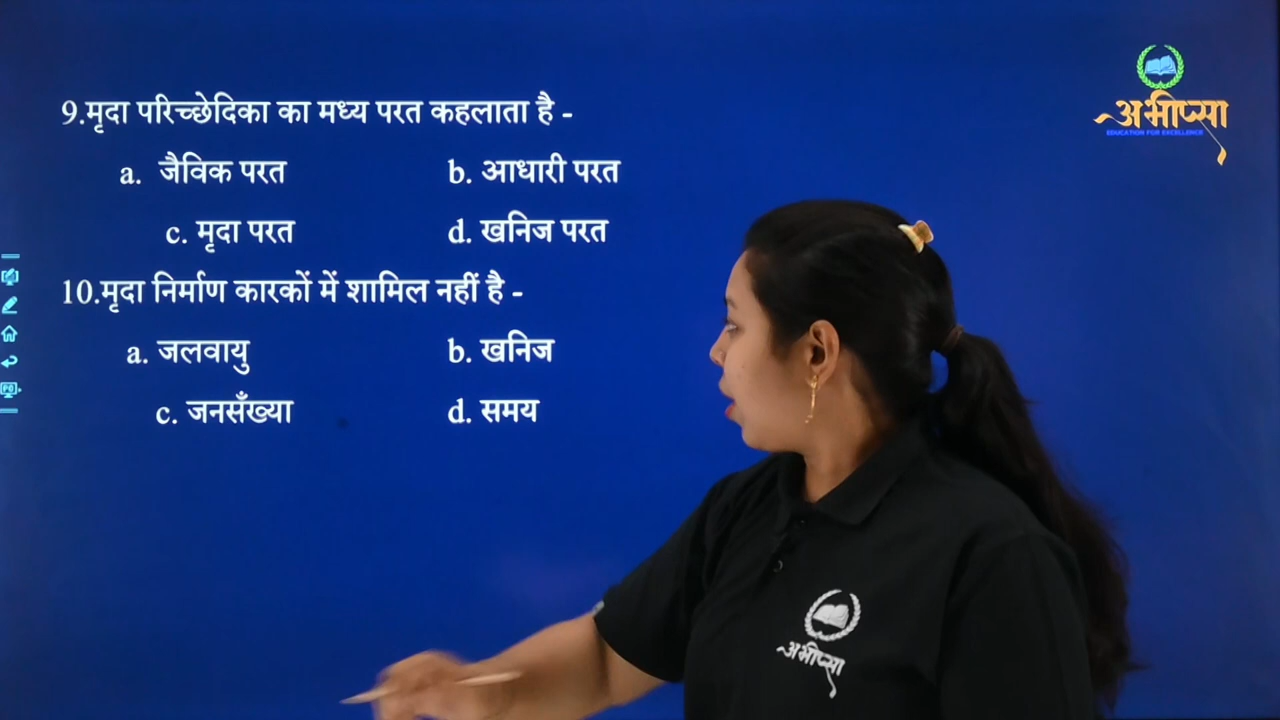 9.मृदा परिच्छेदिका का मध्य परत कहलाता है -
a. जैविक परत b. आधारी परत
c. मृदा परत d. खनिज परत
10.मृदा निर्माण कारकों में शामिल नहीं है -
a. जलवायु b. खनिज
c. जनसँख्या d. समय
अभीप्सा
EDUCATION FOR EXCELLENCE
अभीप्सा